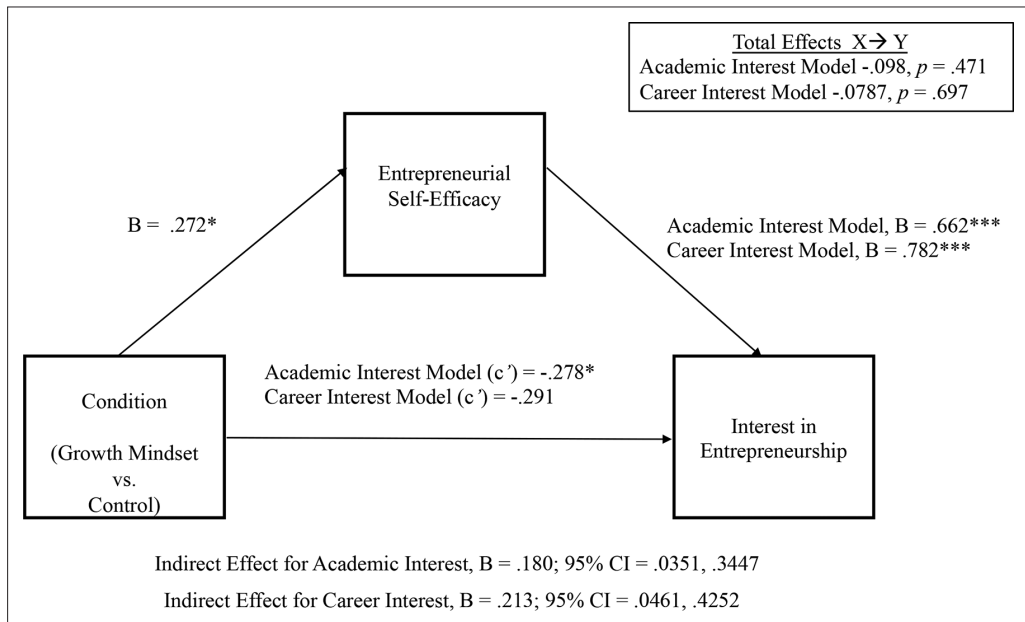 Total Effects X→ Y
Academic Interest Model -.098, p = .471
Career Interest Model -.0787, p = .697
Entrepreneurial
Self-Efficacy
B = .272*
Academic Interest Model, B = .662***
Career Interest Model, B = .782***
Academic Interest Model (c’) = -.278*
Career Interest Model (c’) = -.291
Condition
(Growth Mindset
vs.
Control)
Interest in
Entrepreneurship
Indirect Effect for Academic Interest, B = .180; 95% CI = .0351, .3447
Indirect Effect for Career Interest, B = .213; 95% CI = .0461, .4252